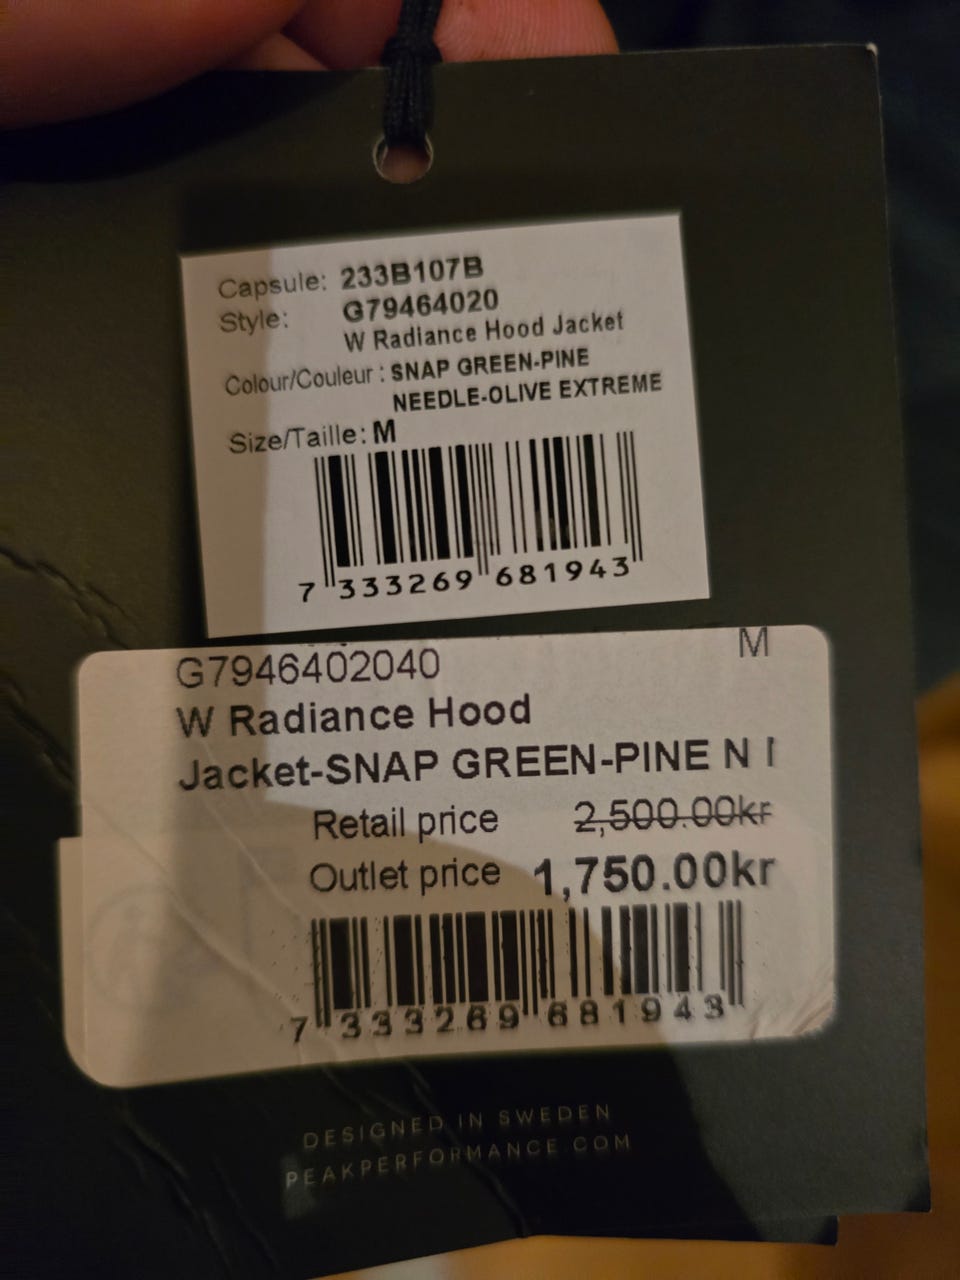 Capsule: 233B107B
Style: G79464020
W Radiance Hood Jacket
Colour/Couleur : SNAP GREEN-PINE
NEEDLE-OLIVE EXTREME
Size/Taille: M
7 333269 681943
G7946402040 M
W Radiance Hood
Jacket-SNAP GREEN-PINE N
Retail price 2,500.00kr
Outlet price 1,750.00kr
7 333269 681943
DESIGNED IN SWEDEN
PEAKPERFORMANCE.COM